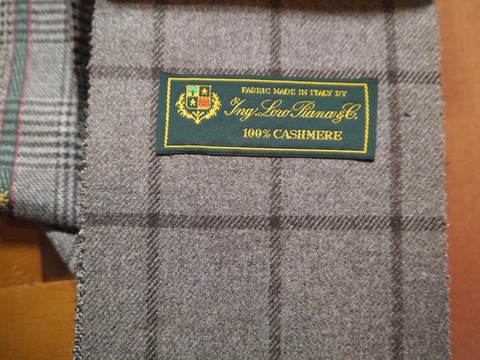 FABRIC MADE IN ITALY BY
Ing. Loro Piana & C.
100% CASHMERE